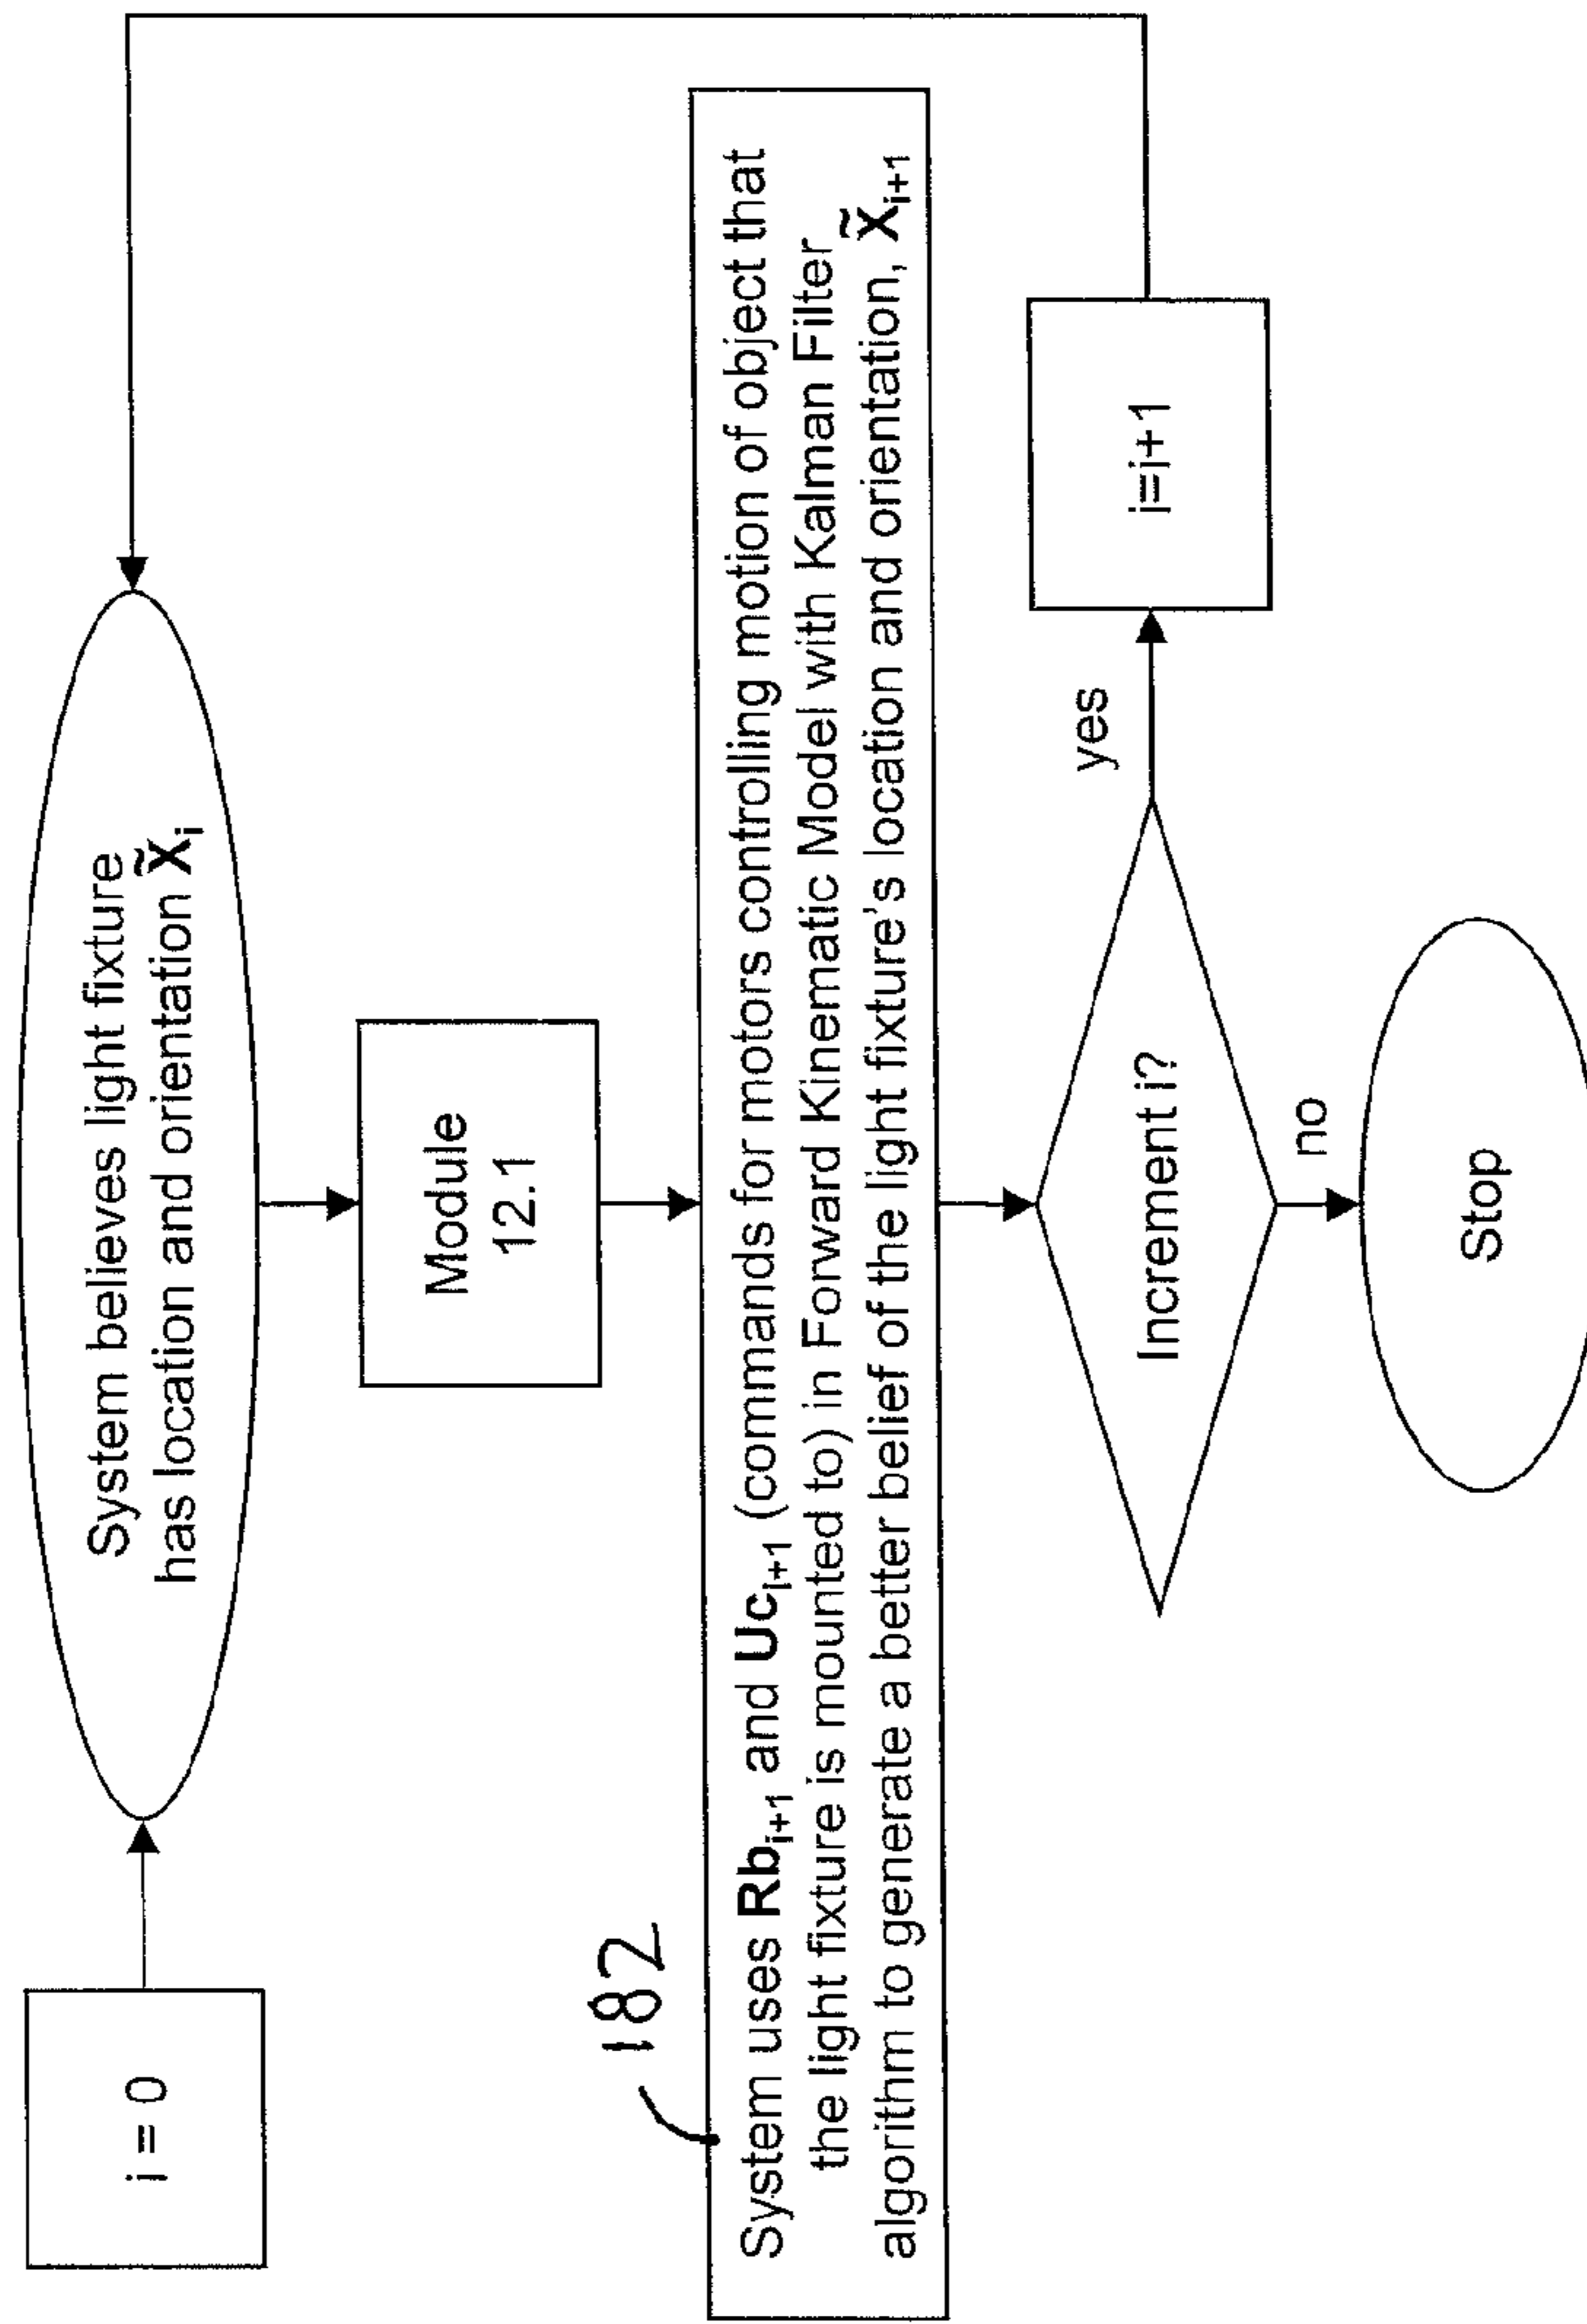 i = 0
System believes light fixture
has location and orientation x̃ᵢ
Module
12.1
182
System uses Rbᵢ₊₁ and Ucᵢ₊₁ (commands for motors controlling motion of object that
the light fixture is mounted to) in Forward Kinematic Model with Kalman Filter
algorithm to generate a better belief of the light fixture's location and orientation, x̃ᵢ₊₁
Increment i?
yes
i=i+1
no
Stop